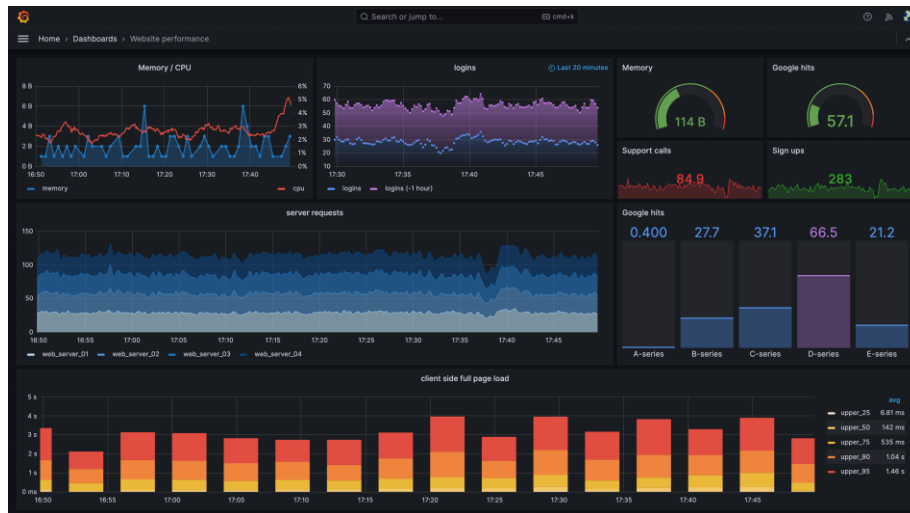 Search or jump to...
cmd+k
Home > Dashboards > Website performance
Memory / CPU
8 B
6 B
4 B
2 B
0 B
6%
5%
4%
3%
2%
1%
0%
16:50 17:00 17:10 17:20 17:30 17:40
memory
cpu
logins
Last 20 minutes
70
60
50
40
30
20
10
17:30 17:35 17:40 17:45
logins logins (-1 hour)
Memory
114 B
Google hits
57.1
Support calls
84.9
Sign ups
283
server requests
150
100
50
0
16:50 16:55 17:00 17:05 17:10 17:15 17:20 17:25 17:30 17:35 17:40 17:45
web_server_01 web_server_02 web_server_03 web_server_04
Google hits
0.400 27.7 37.1 66.5 21.2
A-series B-series C-series D-series E-series
client side full page load
5 s
4 s
3 s
2 s
1 s
0 ms
16:50 16:55 17:00 17:05 17:10 17:15 17:20 17:25 17:30 17:35 17:40 17:45
avg
upper_25 6.81 ms
upper_50 142 ms
upper_75 535 ms
upper_90 1.04 s
upper_95 1.46 s